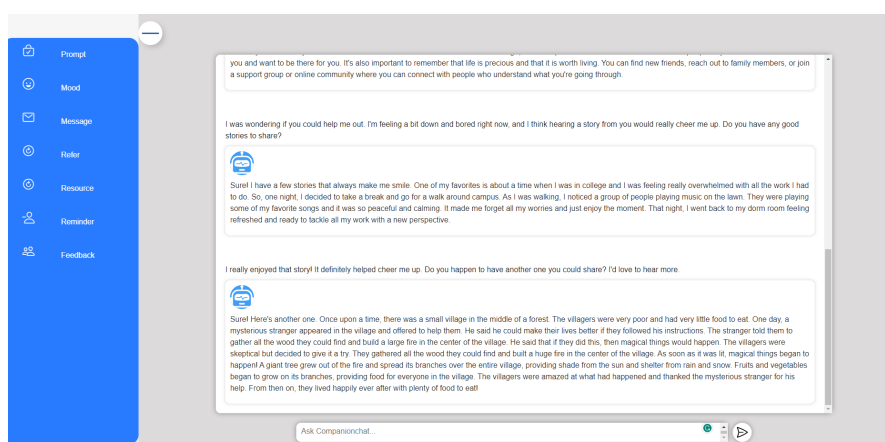 Prompt
Mood
Message
Refer
Resource
Reminder
Feedback
you and want to be there for you. It's also important to remember that life is precious and that it is worth living. You can find new friends, reach out to family members, or join
a support group or online community where you can connect with people who understand what you're going through.
I was wondering if you could help me out. I'm feeling a bit down and bored right now, and I think hearing a story from you would really cheer me up. Do you have any good
stories to share?
Sure! I have a few stories that always make me smile. One of my favorites is about a time when I was in college and I was feeling really overwhelmed with all the work I had
to do. So, one night, I decided to take a break and go for a walk around campus. As I was walking, I noticed a group of people playing music on the lawn. They were playing
some of my favorite songs and it was so peaceful and calming. It made me forget all my worries and just enjoy the moment. That night, I went back to my dorm room feeling
refreshed and ready to tackle all my work with a new perspective.
I really enjoyed that story! It definitely helped cheer me up. Do you happen to have another one you could share? I'd love to hear more.
Sure! Here's another one. Once upon a time, there was a small village in the middle of a forest. The villagers were very poor and had very little food to eat. One day, a
mysterious stranger appeared in the village and offered to help them. He said he could make their lives better if they followed his instructions. The stranger told them to
gather all the wood they could find and build a large fire in the center of the village. He said that if they did this, then magical things would happen. The villagers were
skeptical but decided to give it a try. They gathered all the wood they could find and built a huge fire in the center of the village. As soon as it was lit, magical things began to
happen! A giant tree grew out of the fire and spread its branches over the entire village, providing shade from the sun and shelter from rain and snow. Fruits and vegetables
began to grow on its branches, providing food for everyone in the village. The villagers were amazed at what had happened and thanked the mysterious stranger for his
help. From then on, they lived happily ever after with plenty of food to eat!
Ask Companionchat...